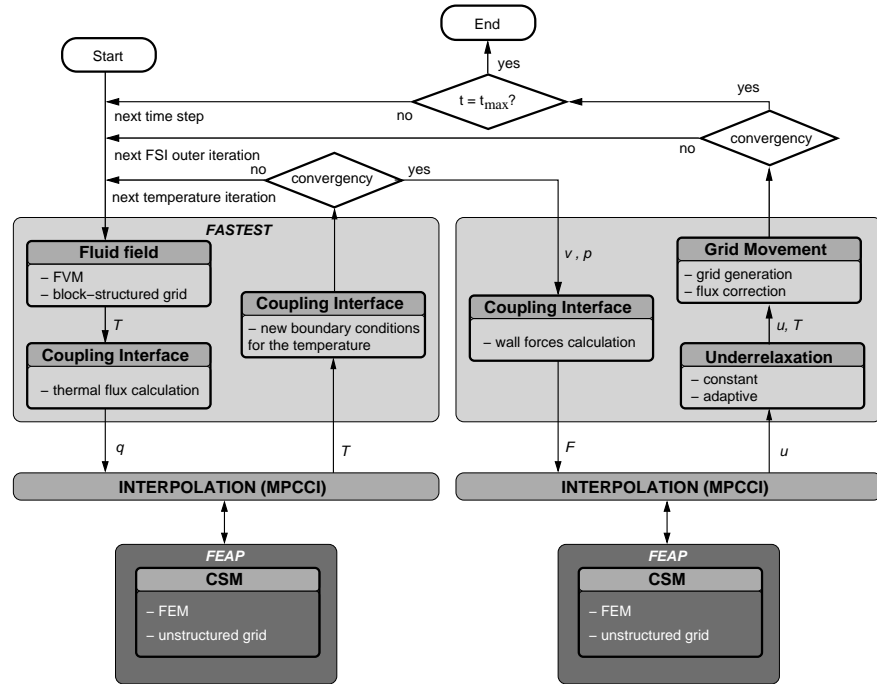 End
Start
yes
t = tmax?
yes
no
next time step
convergency
no
next FSI outer iteration
no
convergency
yes
next temperature iteration
FASTEST
Fluid field
– FVM
– block–structured grid
T
Coupling Interface
– thermal flux calculation
Coupling Interface
– new boundary conditions
for the temperature
v , p
Coupling Interface
– wall forces calculation
Grid Movement
– grid generation
– flux correction
u, T
Underrelaxation
– constant
– adaptive
q
T
F
u
INTERPOLATION (MPCCI)
INTERPOLATION (MPCCI)
FEAP
CSM
– FEM
– unstructured grid
FEAP
CSM
– FEM
– unstructured grid